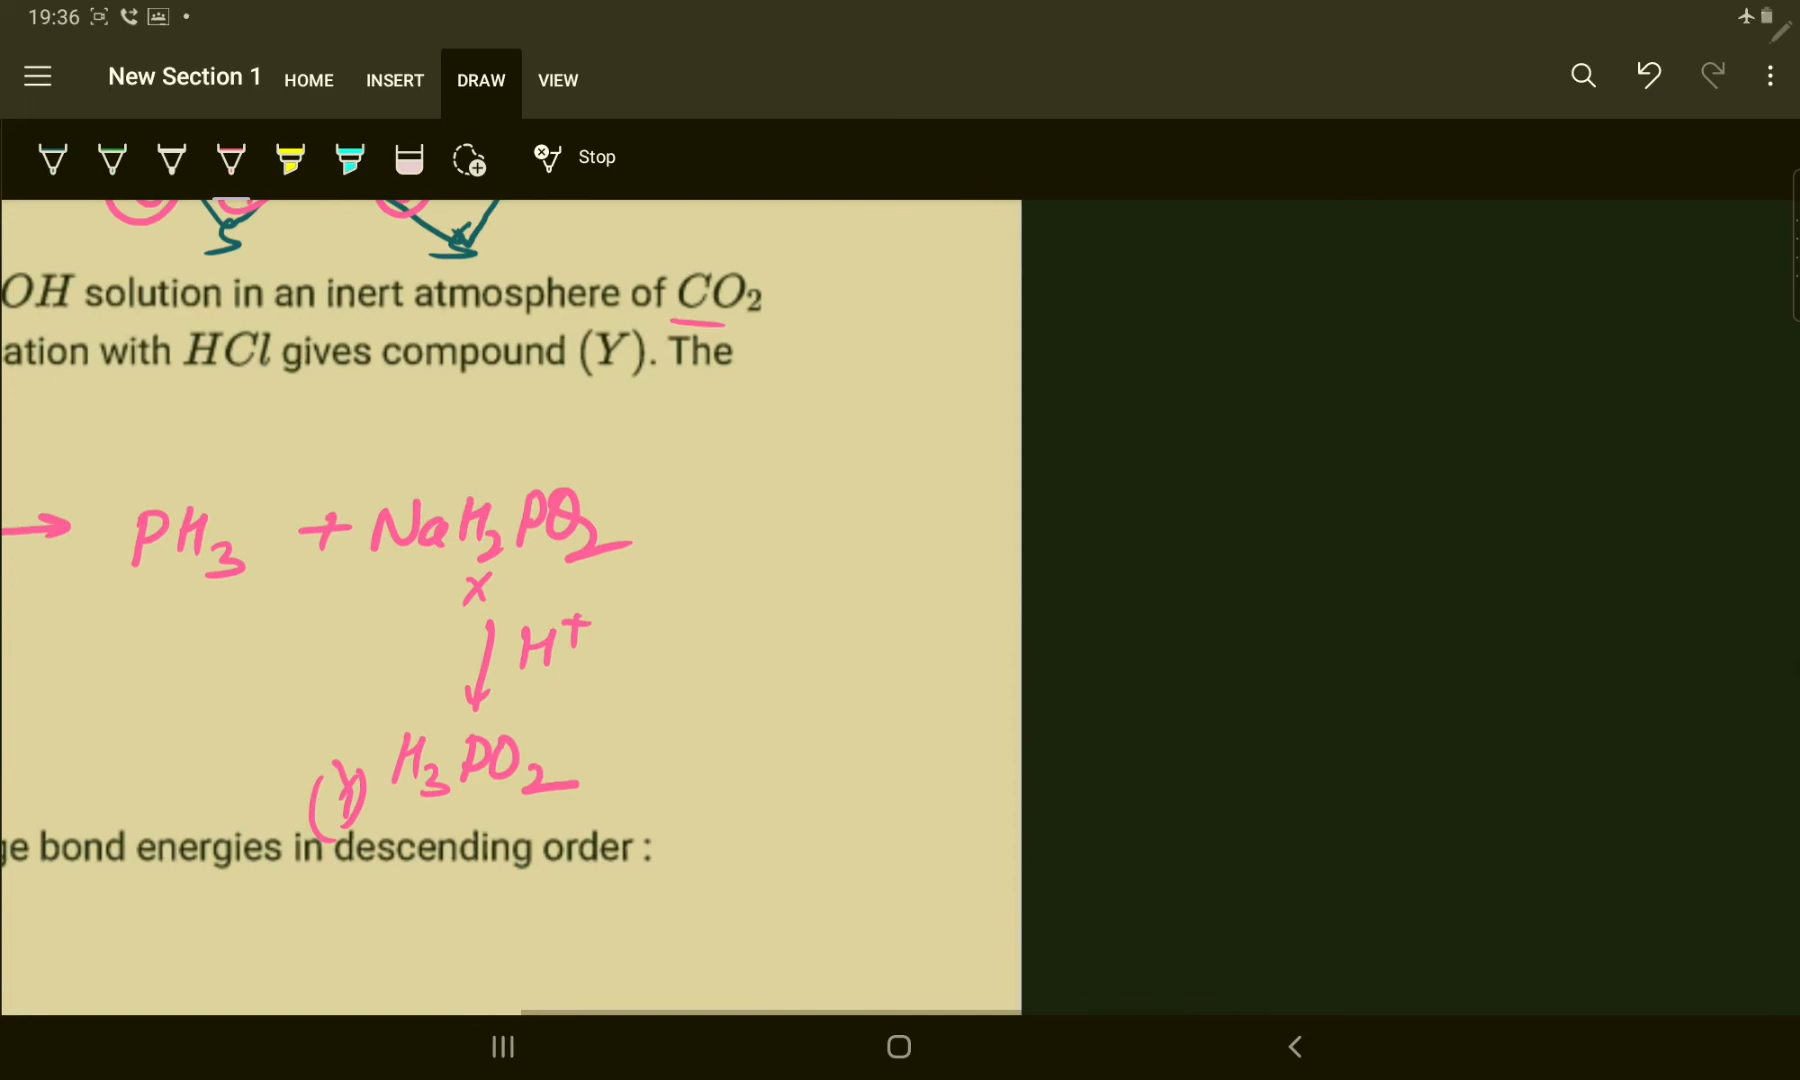 19:36
New Section 1 HOME INSERT DRAW VIEW
Stop
OH solution in an inert atmosphere of CO₂
ation with HCl gives compound (Y). The
→ PH₃ + NaH₂PO₂
X
↓ H⁺
(Y) H₃PO₂
ge bond energies in descending order :